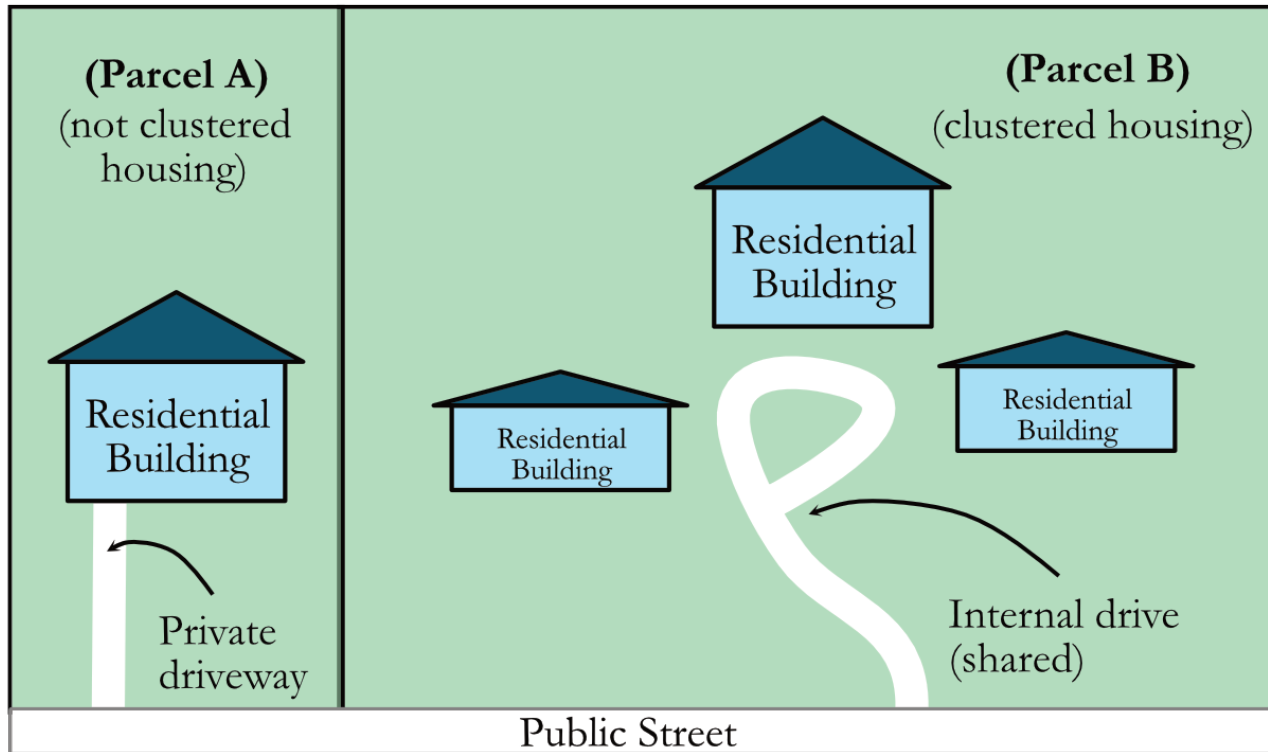 (Parcel A)
(not clustered
housing)
Residential
Building
Private
driveway
(Parcel B)
(clustered housing)
Residential
Building
Residential
Building
Residential
Building
Internal drive
(shared)
Public Street